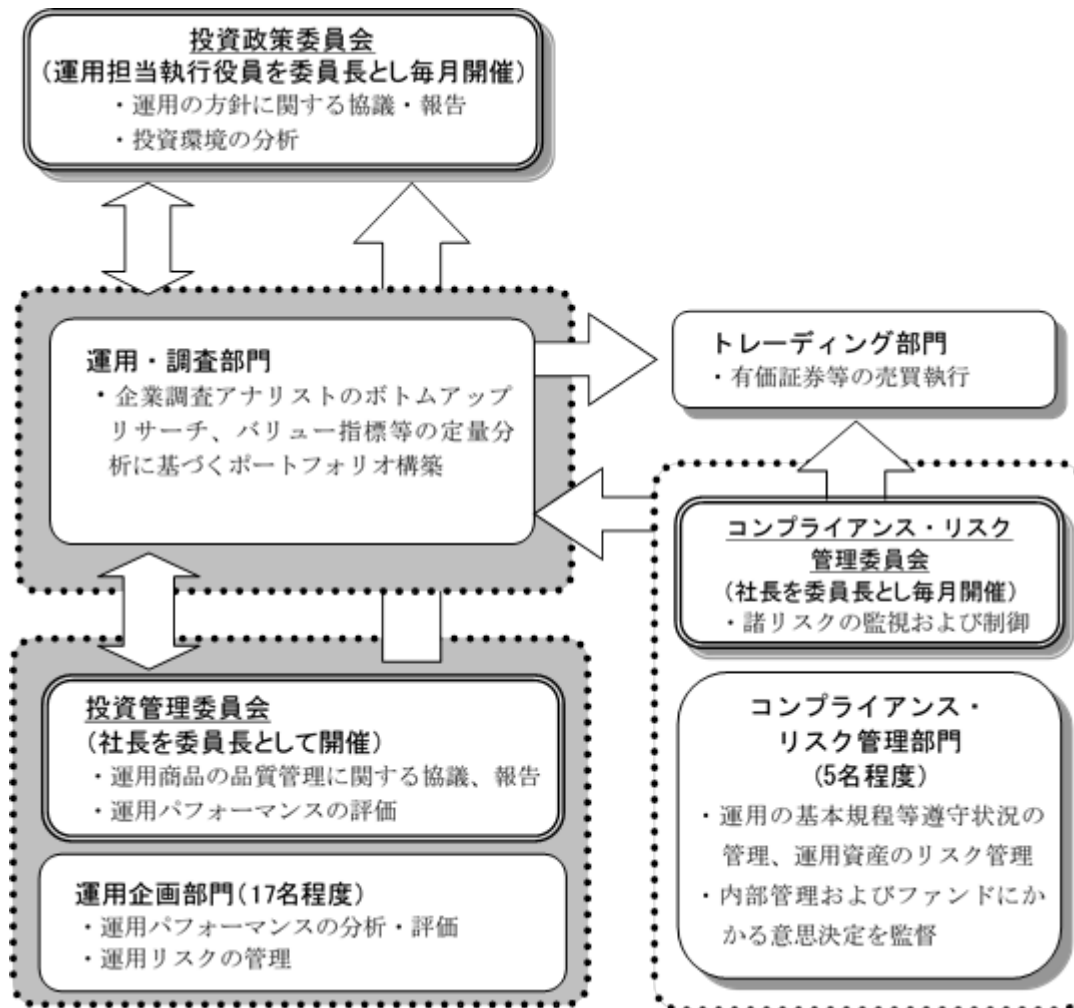 投資政策委員会
(運用担当執行役員を委員長とし毎月開催)
・運用の方針に関する協議・報告
・投資環境の分析
運用・調査部門
・企業調査アナリストのボトムアップ
リサーチ、バリュー指標等の定量分
析に基づくポートフォリオ構築
トレーディング部門
・有価証券等の売買執行
コンプライアンス・リスク
管理委員会
(社長を委員長とし毎月開催)
・諸リスクの監視および制御
投資管理委員会
(社長を委員長として開催)
・運用商品の品質管理に関する協議、報告
・運用パフォーマンスの評価
運用企画部門(17名程度)
・運用パフォーマンスの分析・評価
・運用リスクの管理
コンプライアンス・
リスク管理部門
(5名程度)
・運用の基本規程等遵守状況の
管理、運用資産のリスク管理
・内部管理およびファンドにか
かる意思決定を監督